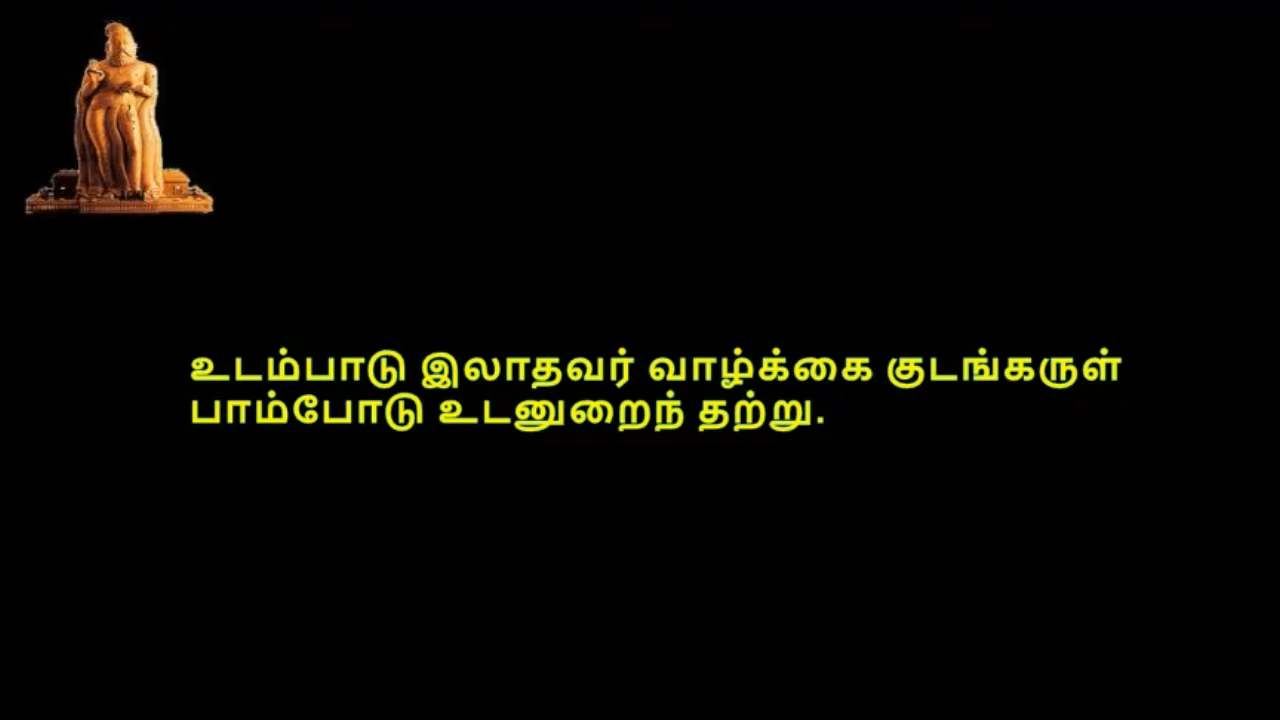 உடம்பாடு இலாதவர் வாழ்க்கை குடங்கருள்
பாம்போடு உடனுறைந் தற்று.